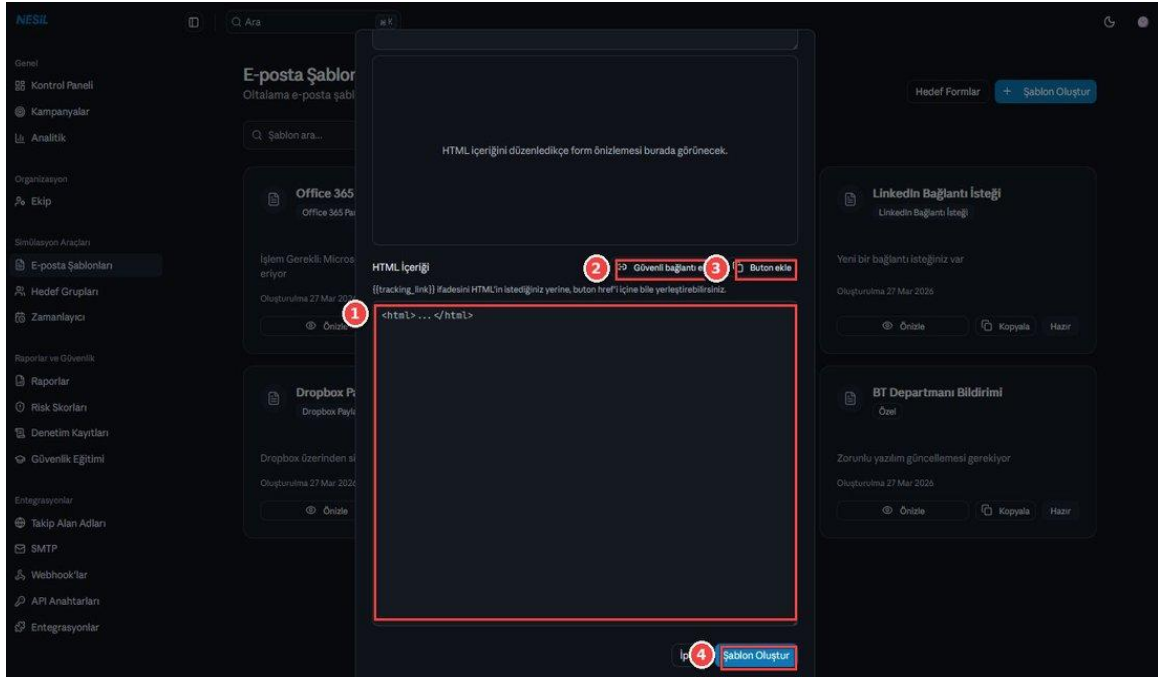 NESIL
Ara
⌘ K
Genel
Kontrol Paneli
Kampanyalar
Analitik
Organizasyon
Ekip
Simülasyon Araçları
E-posta Şablonları
Hedef Grupları
Zamanlayıcı
Raporlar ve Güvenlik
Raporlar
Risk Skorları
Denetim Kayıtları
Güvenlik Eğitimi
Entegrasyonlar
Takip Alan Adları
SMTP
Webhook'lar
API Anahtarları
Entegrasyonlar
E-posta Şablon
Oltalama e-posta şabl
Hedef Formlar
+ Şablon Oluştur
Şablon ara...
Office 365
Office 365 Pa
İşlem Gerekli: Micros
eriyor
Oluşturulma 27 Mar 202
Önizle
Dropbox Pa
Dropbox Payla
Dropbox üzerinden si
Oluşturulma 27 Mar 202
Önizle
HTML içeriğini düzenledikçe form önizlemesi burada görünecek.
HTML İçeriği
2
Güvenli bağlantı e
3
Buton ekle
{{tracking_link}} ifadesini HTML'in istediğiniz yerine, buton href'i içine bile yerleştirebilirsiniz.
1
<html>...</html>
İp
4
Şablon Oluştur
LinkedIn Bağlantı İsteği
LinkedIn Bağlantı İsteği
Yeni bir bağlantı isteğiniz var
Oluşturulma 27 Mar 2026
Önizle
Kopyala
Hazır
BT Departmanı Bildirimi
Özel
Zorunlu yazılım güncellemesi gerekiyor
Oluşturulma 27 Mar 2026
Önizle
Kopyala
Hazır